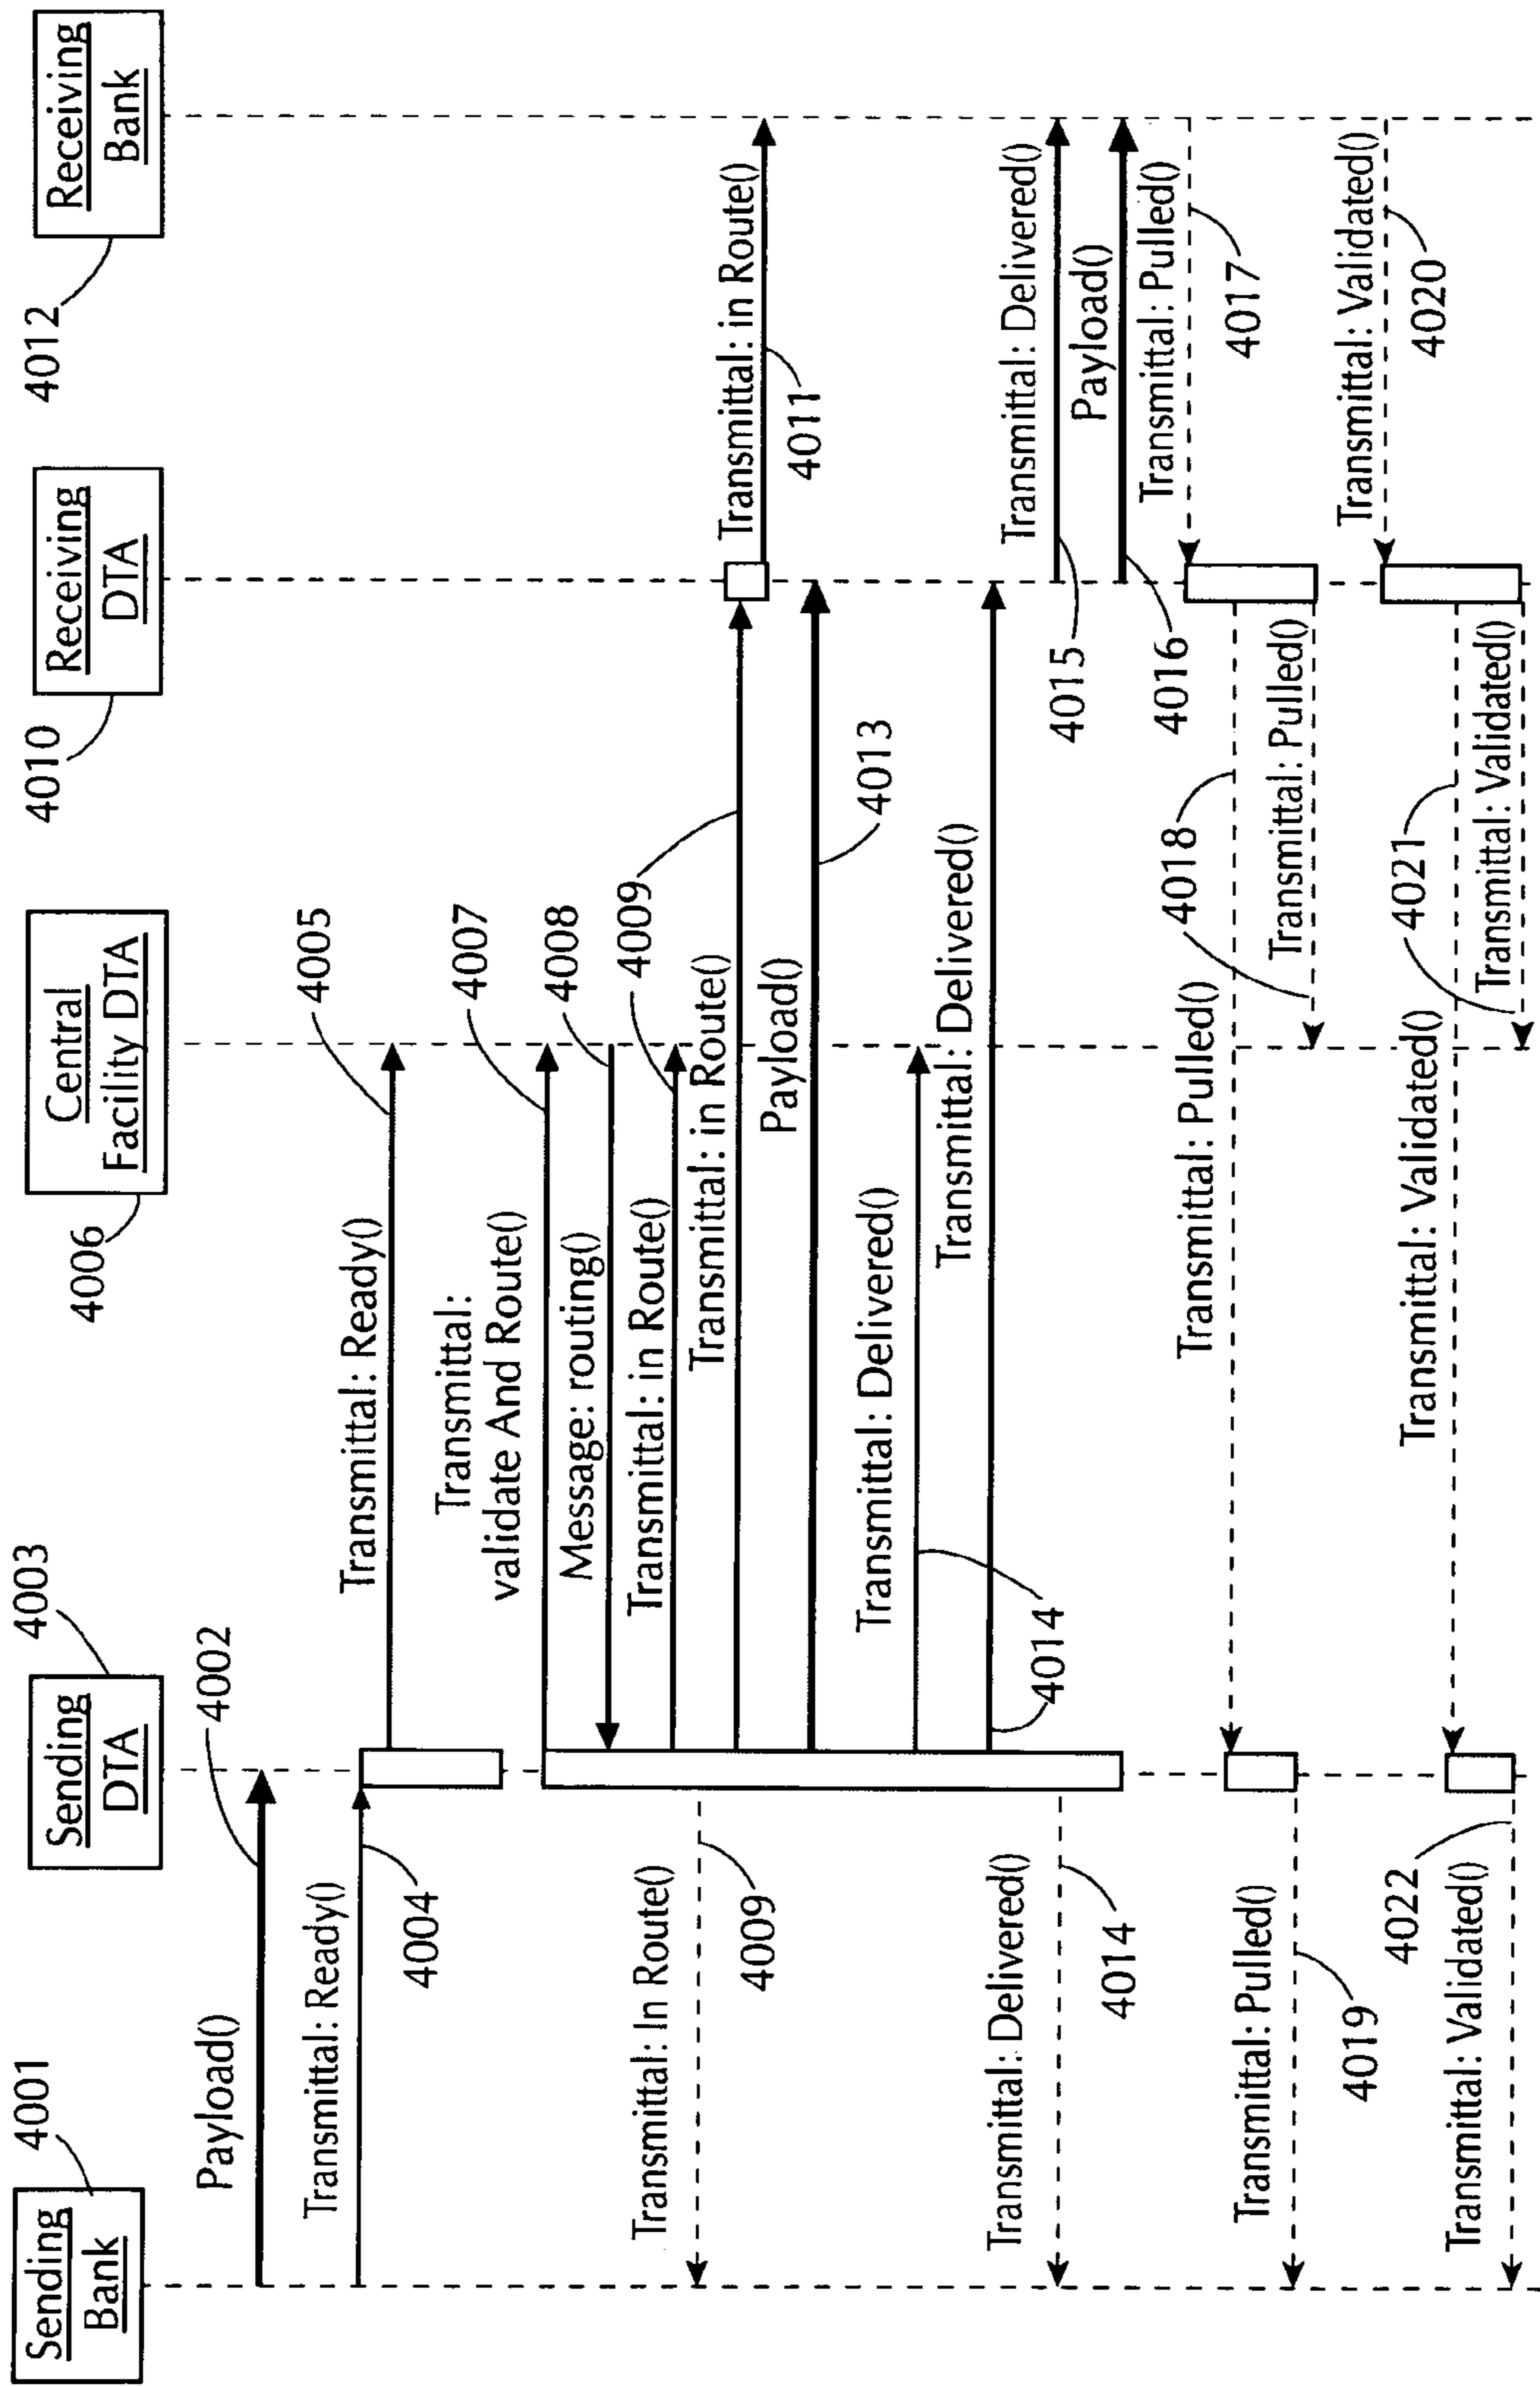 Sending
Bank
4001
Sending
DTA
4003
Central
Facility DTA
4006
Receiving
DTA
4010
Receiving
Bank
4012
Payload()
4002
Transmittal: Ready()
4004
Transmittal: Ready()
4005
Transmittal:
validate And Route()
4007
Message: routing()
4008
Transmittal: in Route()
4009
Transmittal: In Route()
4009
Transmittal: in Route()
Transmittal: in Route()
4011
Payload()
4013
Transmittal: Delivered()
4014
Transmittal: Delivered()
Transmittal: Delivered()
4014
Transmittal: Delivered()
4015
Payload()
4016
Transmittal: Pulled()
4017
Transmittal: Pulled()
4018
Transmittal: Pulled()
Transmittal: Pulled()
4019
Transmittal: Validated()
4020
Transmittal: Validated()
4021
Transmittal: Validated()
Transmittal: Validated()
4022